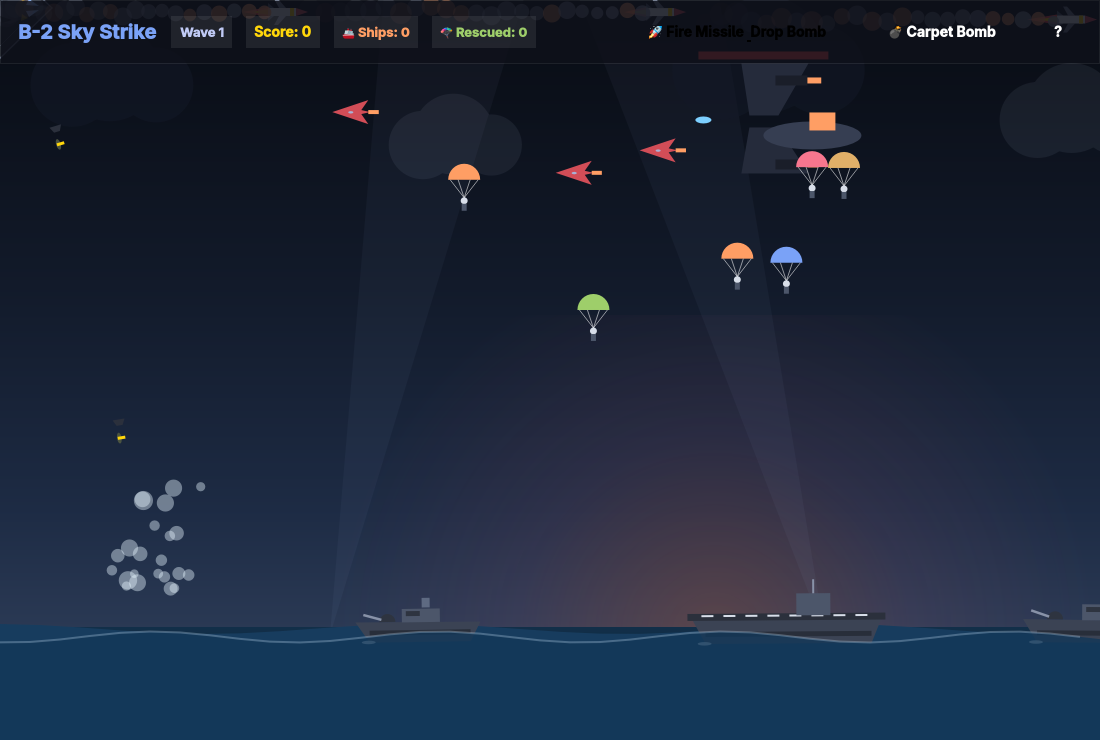 B-2 Sky Strike
Wave 1
Score: 0
🚢 Ships: 0
🪂 Rescued: 0
🚀 Fire Missile
Drop Bomb
💣 Carpet Bomb
?